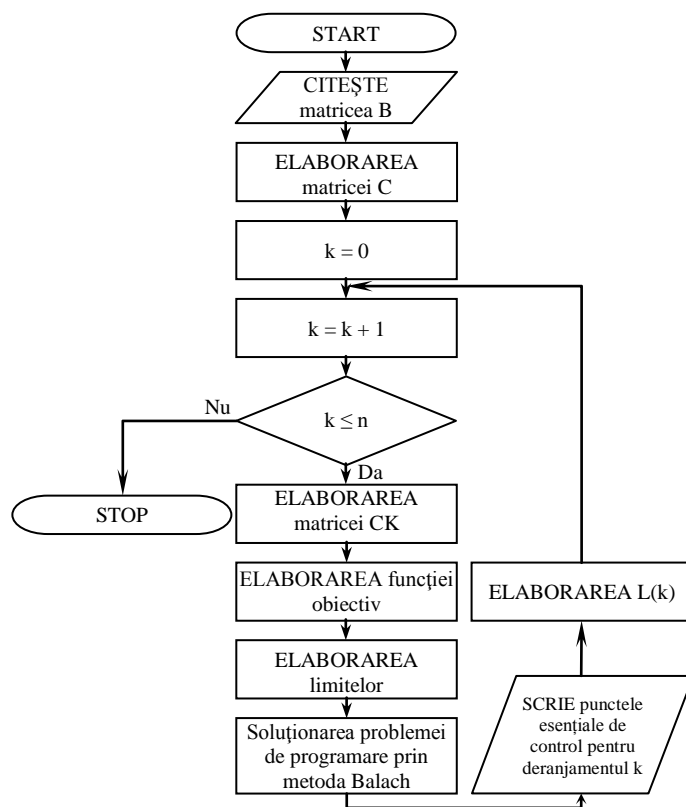 START
CITEŞTE
matricea B
ELABORAREA
matricei C
k = 0
k = k + 1
Nu
k ≤ n
Da
STOP
ELABORAREA
matricei CK
ELABORAREA funcţiei
obiectiv
ELABORAREA L(k)
ELABORAREA
limitelor
SCRIE punctele
esenţiale de
control pentru
deranjamentul k
Soluţionarea problemei
de programare prin
metoda Balach